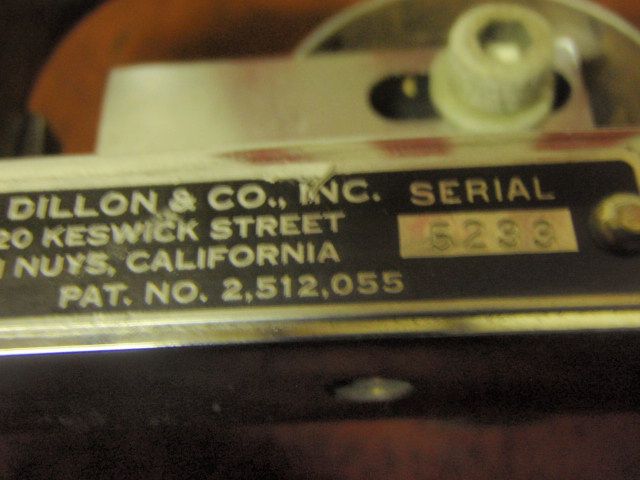 DILLON & CO., INC. SERIAL
20 KESWICK STREET 5233
NUYS, CALIFORNIA
PAT. NO. 2,512,055